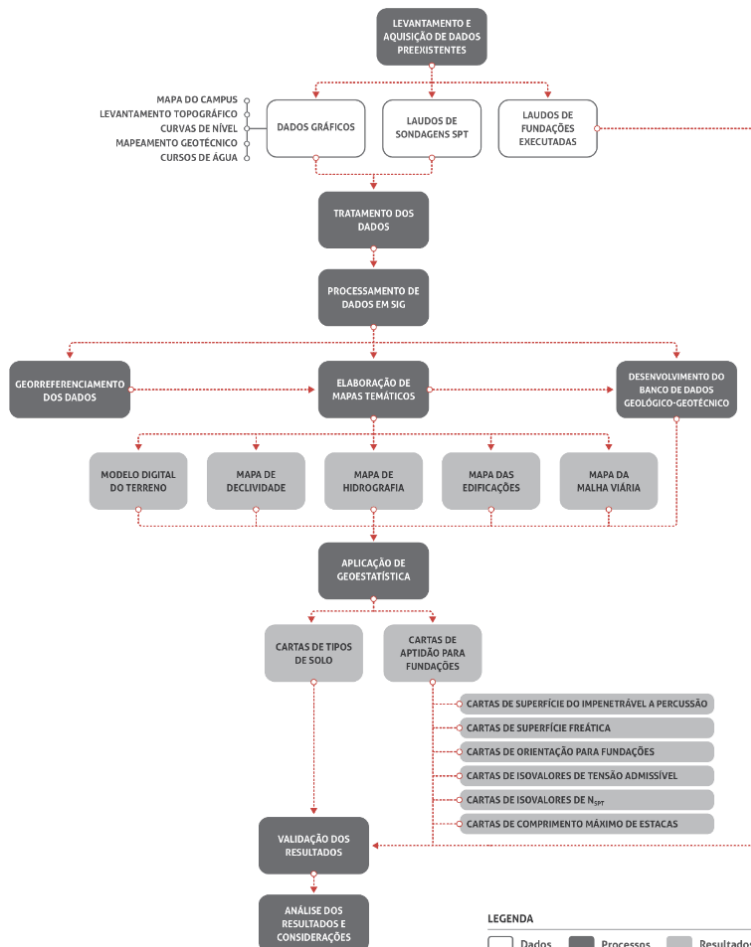 LEVANTAMENTO E
AQUISIÇÃO DE DADOS
PREEXISTENTES
MAPA DO CAMPUS
LEVANTAMENTO TOPOGRÁFICO
CURVAS DE NÍVEL
MAPEAMENTO GEOTÉCNICO
CURSOS DE ÁGUA
DADOS GRÁFICOS
LAUDOS DE
SONDAGENS SPT
LAUDOS DE
FUNDAÇÕES
EXECUTADAS
TRATAMENTO DOS
DADOS
PROCESSAMENTO DE
DADOS EM SIG
GEORREFERENCIAMENTO
DOS DADOS
ELABORAÇÃO DE
MAPAS TEMÁTICOS
DESENVOLVIMENTO DO
BANCO DE DADOS
GEOLÓGICO-GEOTÉCNICO
MODELO DIGITAL
DO TERRENO
MAPA DE
DECLIVIDADE
MAPA DE
HIDROGRAFIA
MAPA DAS
EDIFICAÇÕES
MAPA DA
MALHA VIÁRIA
APLICAÇÃO DE
GEOESTATÍSTICA
CARTAS DE TIPOS
DE SOLO
CARTAS DE
APTIDÃO PARA
FUNDAÇÕES
CARTAS DE SUPERFÍCIE DO IMPENETRÁVEL A PERCUSSÃO
CARTAS DE SUPERFÍCIE FREÁTICA
CARTAS DE ORIENTAÇÃO PARA FUNDAÇÕES
CARTAS DE ISOVALORES DE TENSÃO ADMISSÍVEL
CARTAS DE ISOVALORES DE NSPT
CARTAS DE COMPRIMENTO MÁXIMO DE ESTACAS
VALIDAÇÃO DOS
RESULTADOS
ANÁLISE DOS
RESULTADOS E
CONSIDERAÇÕES
LEGENDA
Dados
Processos
Resultados